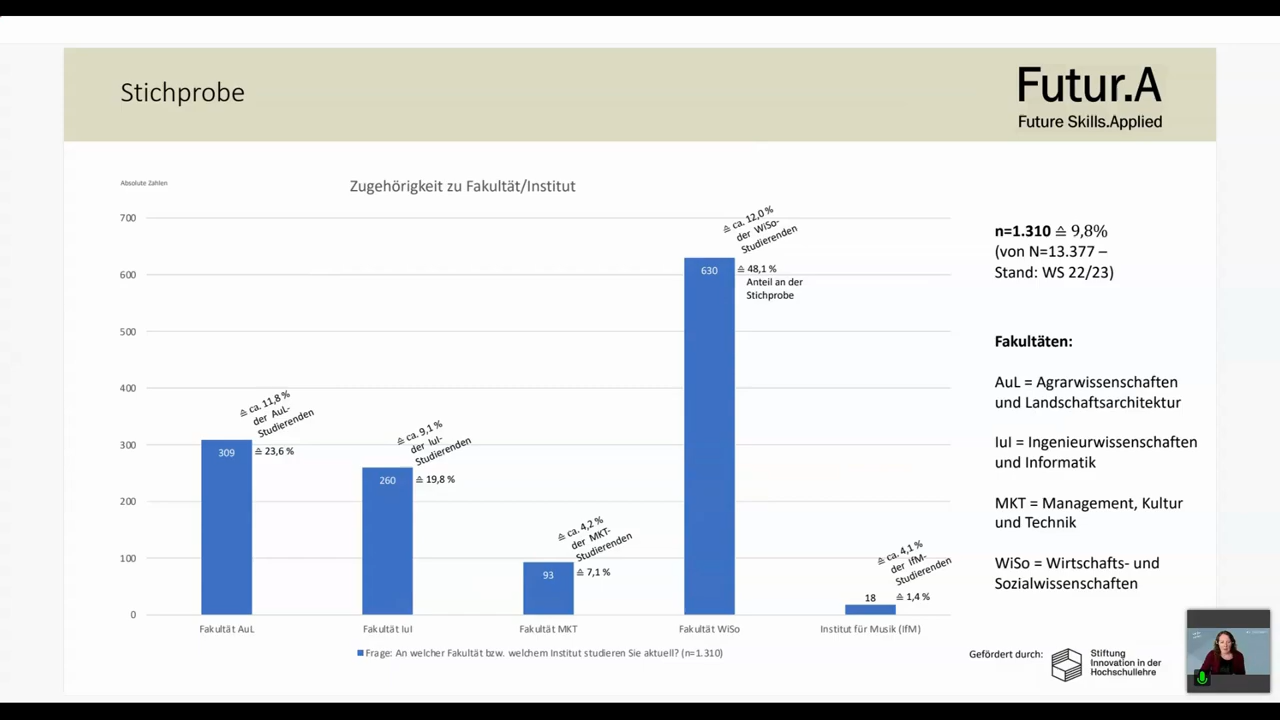 Stichprobe
Futur.A
Future Skills.Applied
Absolute Zahlen
Zugehörigkeit zu Fakultät/Institut
700
600
500
400
300
200
100
0
309
≙ ca. 11,8 %
der AuL-
Studierenden
≙ 23,6 %
260
≙ ca. 9,1 %
der IuI-
Studierenden
≙ 19,8 %
93
≙ ca. 4,2 %
der MKT-
Studierenden
≙ 7,1 %
630
≙ ca. 12,0 %
der WiSo-
Studierenden
≙ 48,1 %
Anteil an der
Stichprobe
18
≙ ca. 4,1 %
der IfM-
Studierenden
≙ 1,4 %
Fakultät AuL
Fakultät IuI
Fakultät MKT
Fakultät WiSo
Institut für Musik (IfM)
Frage: An welcher Fakultät bzw. welchem Institut studieren Sie aktuell? (n=1.310)
n=1.310 ≙ 9,8%
(von N=13.377 –
Stand: WS 22/23)
Fakultäten:
AuL = Agrarwissenschaften
und Landschaftsarchitektur
IuI = Ingenieurwissenschaften
und Informatik
MKT = Management, Kultur
und Technik
WiSo = Wirtschafts- und
Sozialwissenschaften
Gefördert durch:
Stiftung
Innovation in der
Hochschullehre